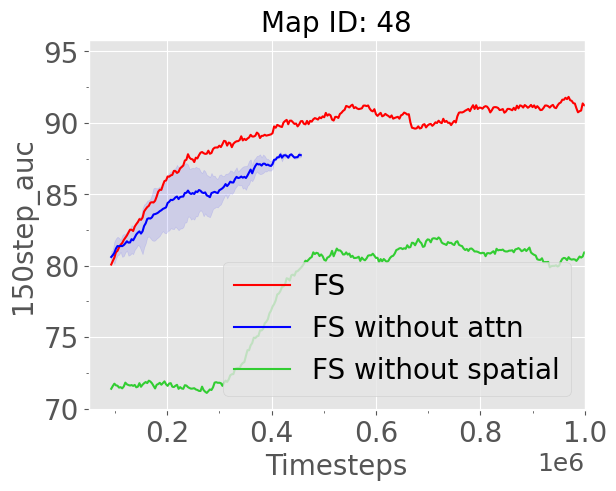 Map ID: 48
150step_auc
95
90
85
80
75
70
FS
FS without attn
FS without spatial
0.2
0.4
0.6
0.8
1.0
Timesteps
1e6